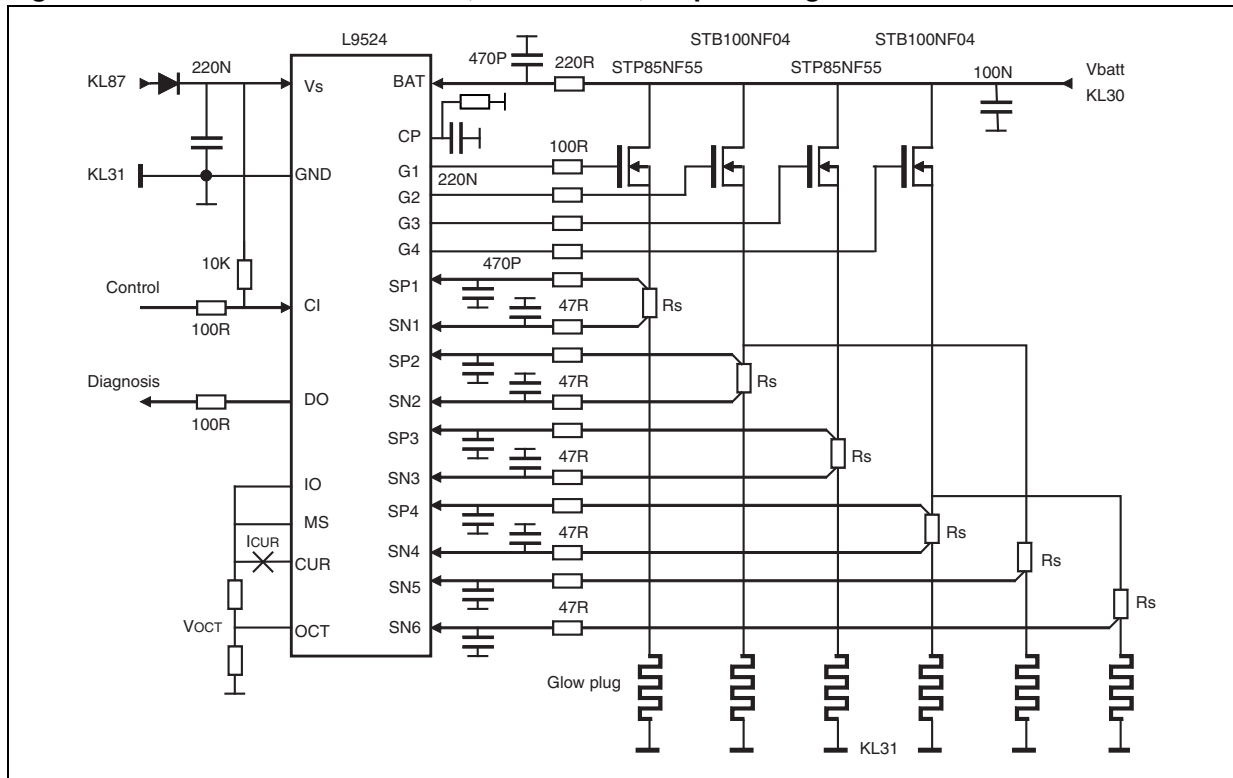 L9524
STB100NF04
STB100NF04
470P
220R
STP85NF55
STP85NF55
Vbatt
KL30
100N
KL87
220N
Vs
BAT
CP
KL31
GND
G1
100R
220N
G2
G3
G4
10K
470P
Control
SP1
CI
Rs
100R
47R
SN1
SP2
47R
Rs
Diagnosis
DO
SN2
100R
SP3
47R
Rs
IO
SN3
MS
SP4
ICUR
47R
Rs
CUR
SN4
Rs
SN5
47R
Rs
VOCT
OCT
SN6
Glow plug
KL31